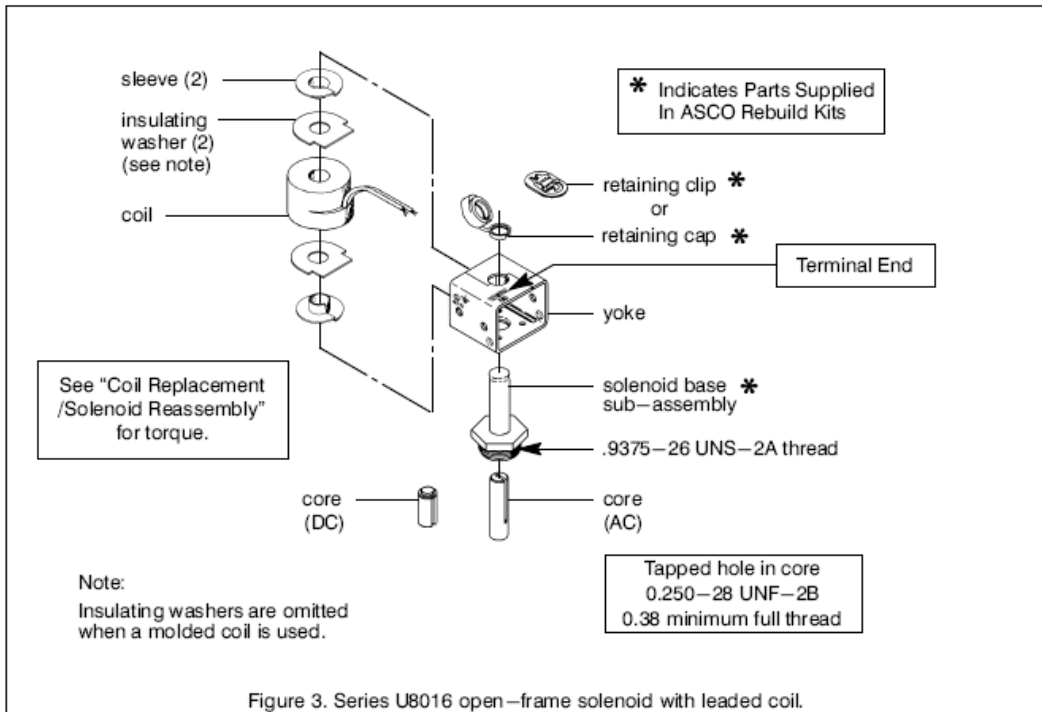 sleeve (2)
insulating
washer (2)
(see note)
coil
* Indicates Parts Supplied
In ASCO Rebuild Kits
retaining clip *
or
retaining cap *
Terminal End
yoke
See “Coil Replacement
/Solenoid Reassembly”
for torque.
solenoid base *
sub–assembly
.9375–26 UNS–2A thread
core
(DC)
core
(AC)
Note:
Insulating washers are omitted
when a molded coil is used.
Tapped hole in core
0.250–28 UNF–2B
0.38 minimum full thread
Figure 3. Series U8016 open–frame solenoid with leaded coil.